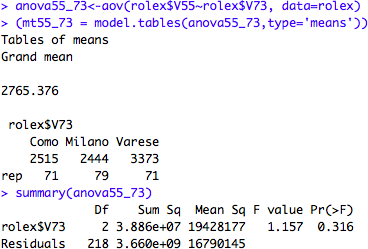 > anova55_73<-aov(rolex$V55~rolex$V73, data=rolex)
> (mt55_73 = model.tables(anova55_73,type='means'))
Tables of means
Grand mean
2765.376
rolex$V73
Como Milano Varese
2515 2444 3373
rep 71 79 71
> summary(anova55_73)
Df Sum Sq Mean Sq F value Pr(>F)
rolex$V73 2 3.886e+07 19428177 1.157 0.316
Residuals 218 3.660e+09 16790145